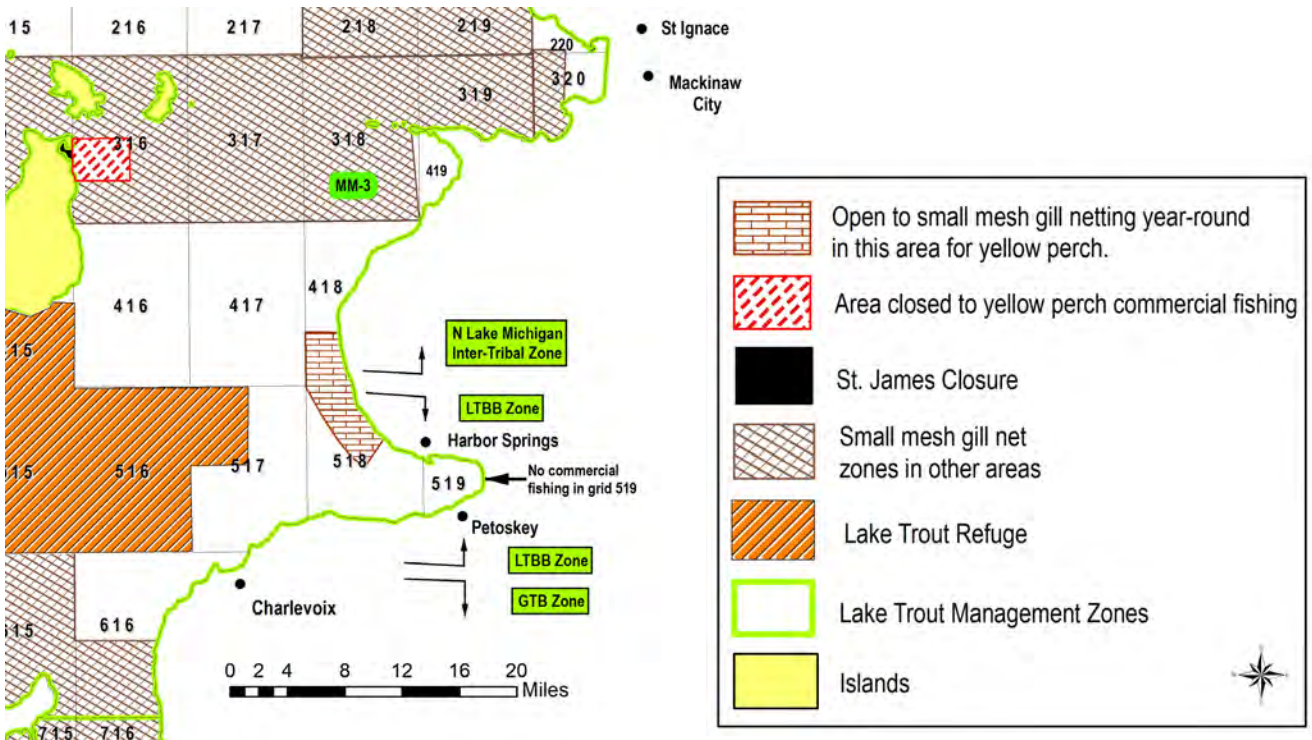 15
216
217
218
219
220
St Ignace
320
Mackinaw
City
319
316
317
318
419
MM-3
416
417
418
15
N Lake Michigan
Inter-Tribal Zone
LTBB Zone
Harbor Springs
515
516
517
518
519
No commercial
fishing in grid 519
Petoskey
LTBB Zone
GTB Zone
Charlevoix
615
616
0 2 4 8 12 16 20
Miles
715
716
Open to small mesh gill netting year-round
in this area for yellow perch.
Area closed to yellow perch commercial fishing
St. James Closure
Small mesh gill net
zones in other areas
Lake Trout Refuge
Lake Trout Management Zones
Islands